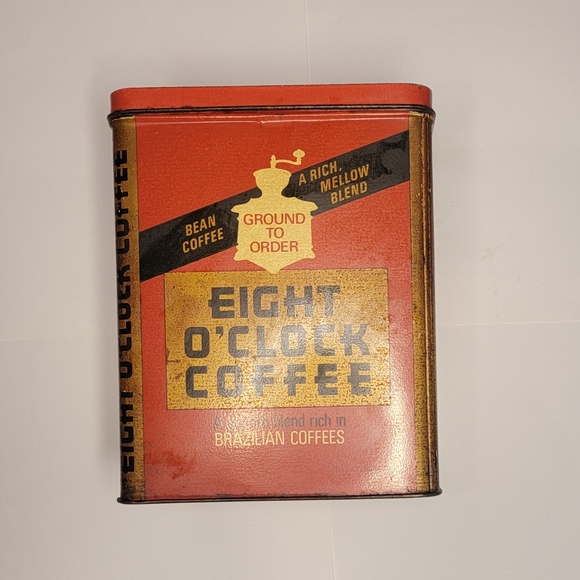 EIGHT O'CLOCK COFFEE
BEAN
COFFEE
GROUND
TO
ORDER
A RICH,
MELLOW
BLEND
EIGHT
O'CLOCK
COFFEE
blend rich in
BRAZILIAN COFFEES